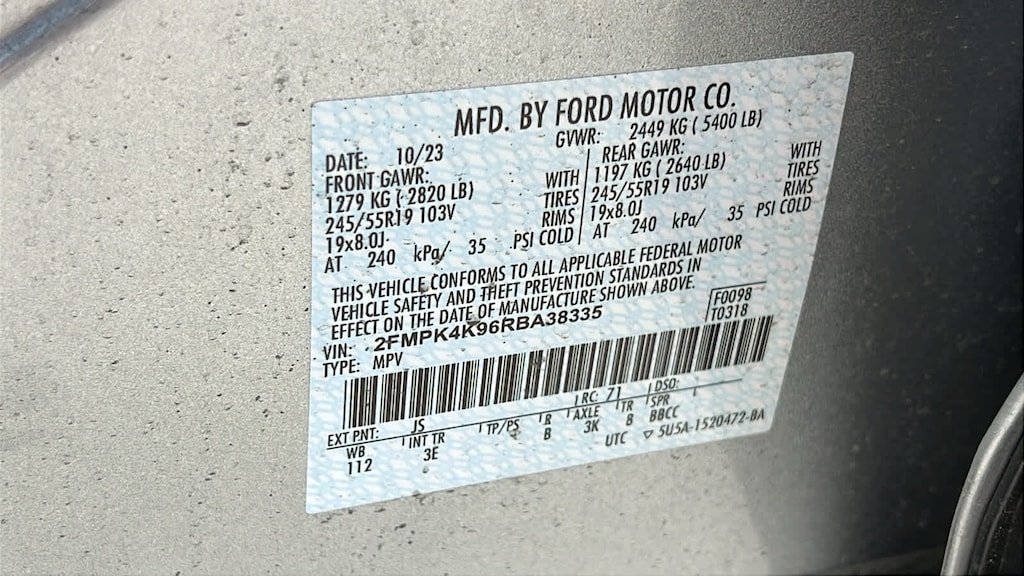 MFD. BY FORD MOTOR CO.
DATE: 10/23 GVWR: 2449 KG ( 5400 LB)
FRONT GAWR: REAR GAWR:
1279 KG ( 2820 LB) WITH 1197 KG ( 2640 LB) WITH
245/55R19 103V TIRES 245/55R19 103V TIRES
19x8.0J RIMS 19x8.0J RIMS
AT 240 kPa/ 35 PSI COLD AT 240 kPa/ 35 PSI COLD
THIS VEHICLE CONFORMS TO ALL APPLICABLE FEDERAL MOTOR
VEHICLE SAFETY AND THEFT PREVENTION STANDARDS IN
EFFECT ON THE DATE OF MANUFACTURE SHOWN ABOVE.
VIN: 2FMPK4K96RBA38335 F0098
TYPE: MPV T0318
EXT PNT: JS RC: 71 DSO:
WB INT TR TP/PS R AXLE TR SPR
112 3E B 3K B BBCC
UTC ▽ 5U5A-1520472-BA